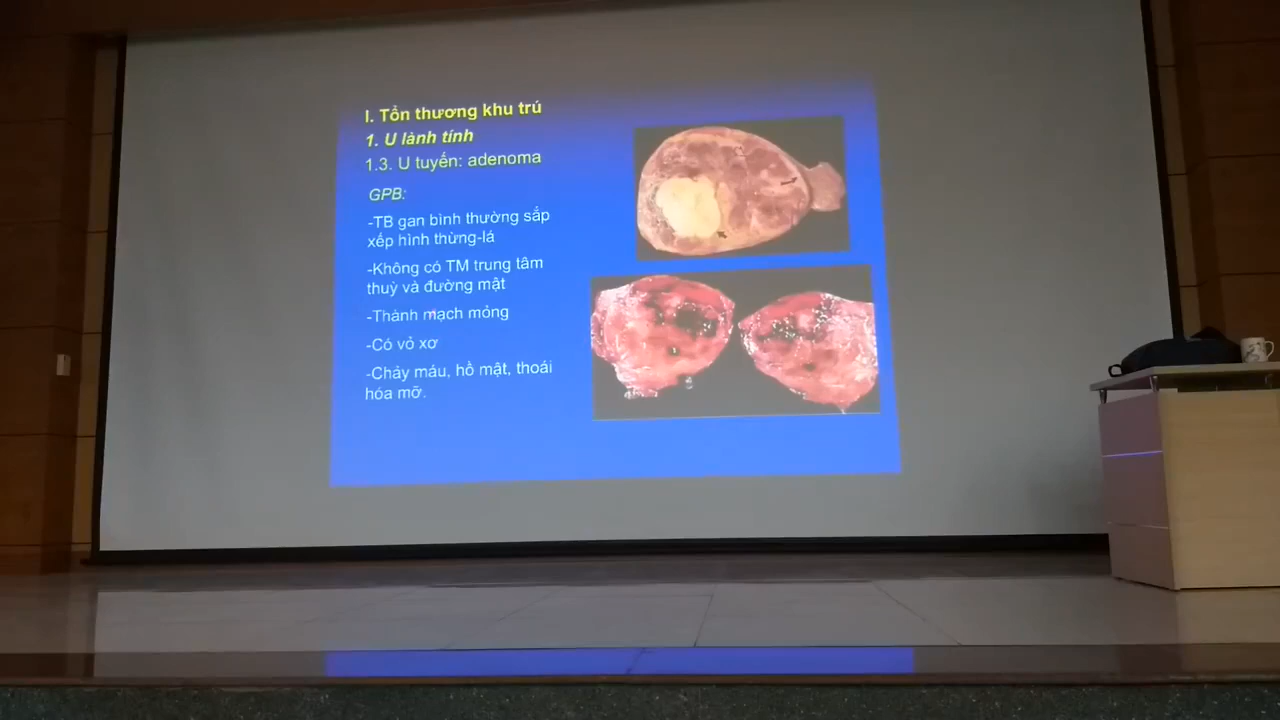 I. Tổn thương khu trú
1. U lành tính
1.3. U tuyến: adenoma
GPB:
-TB gan bình thường sắp
xếp hình thừng-lá
-Không có TM trung tâm
thuỳ và đường mật
-Thành mạch mỏng
-Có vỏ xơ
-Chảy máu, hồ mật, thoái
hóa mỡ.